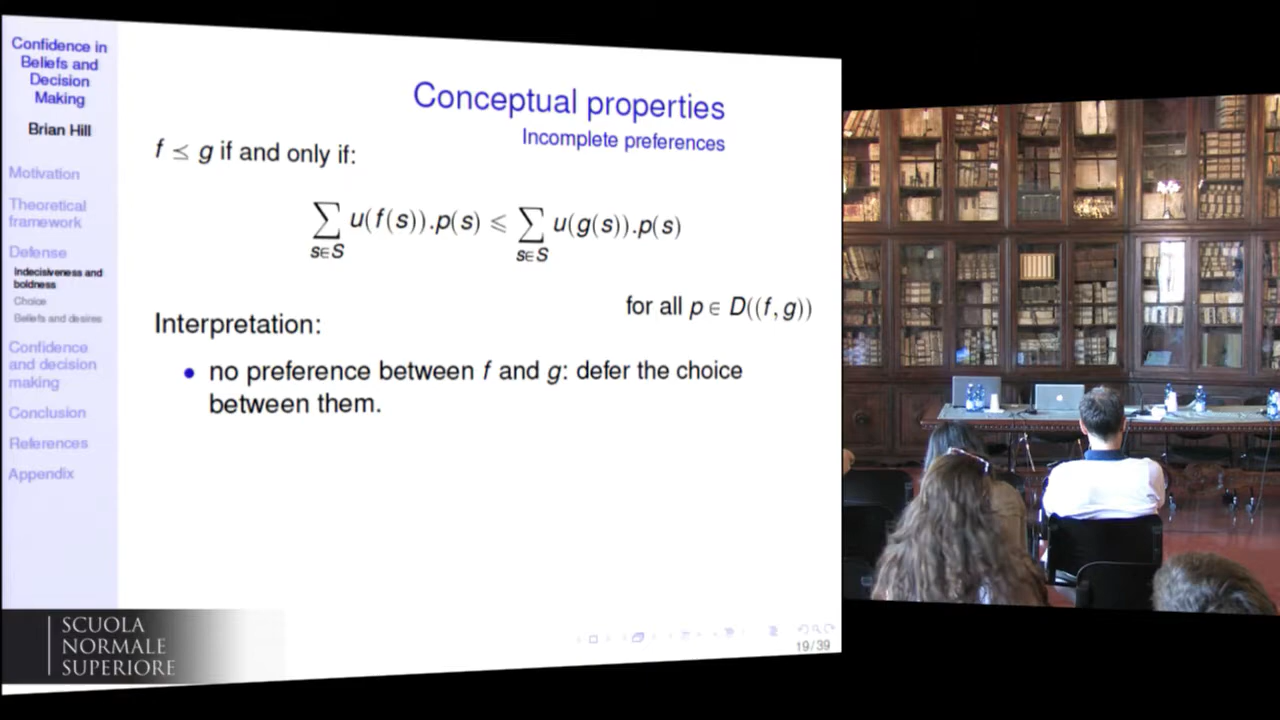 Confidence in
Beliefs and
Decision
Making
Brian Hill
Motivation
Theoretical
framework
Defense
Indecisiveness and
boldness
Choice
Beliefs and desires
Confidence
and decision
making
Conclusion
References
Appendix
Conceptual properties
Incomplete preferences
f ⪯ g if and only if:
∑ u(f(s)).p(s) ⩽ ∑ u(g(s)).p(s)
s∈S s∈S
for all p ∈ D((f, g))
Interpretation:
• no preference between f and g: defer the choice
between them.
19/39
SCUOLA
NORMALE
SUPERIORE